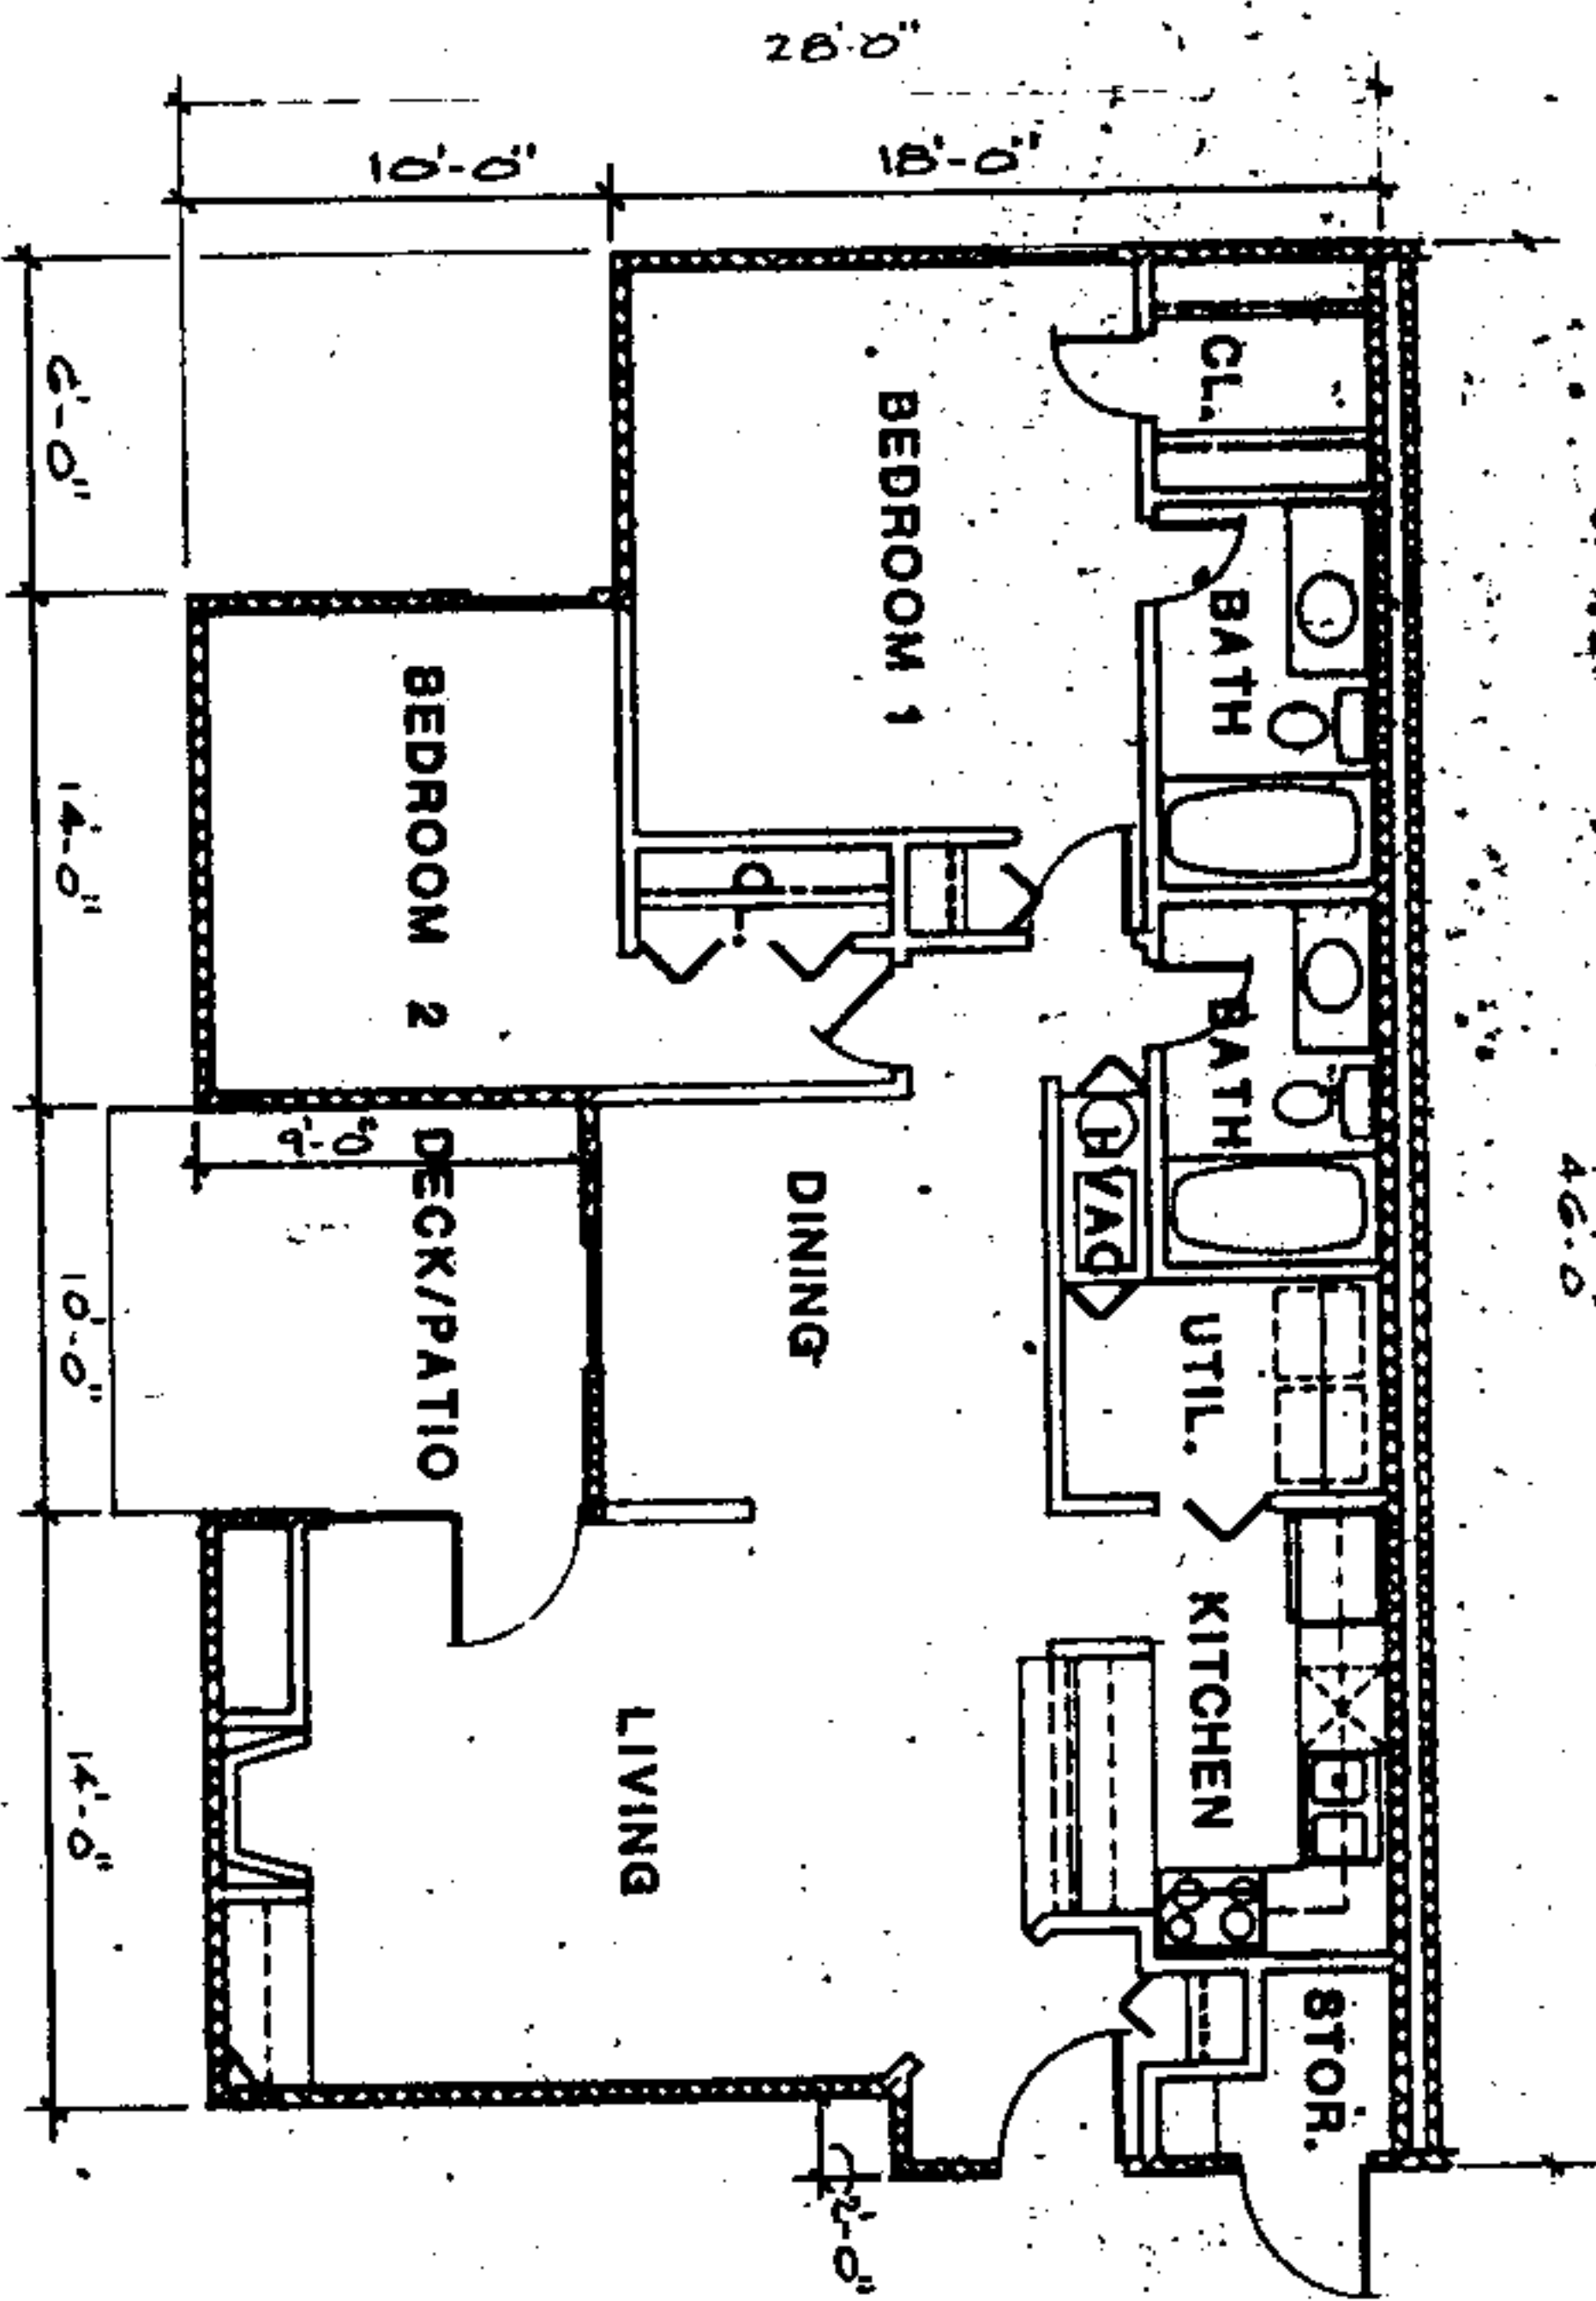 28'-0"
10'-0"
18'-0"
6'-0"
14'-0"
10'-0"
14'-0"
46'-0
CL.
BEDROOM 1
BATH
BEDROOM 2
CL.
BATH
HVAC
9'-0"
DECK/PATIO
DINING
UTIL.
KITCHEN
LIVING
STOR.
2'-0"